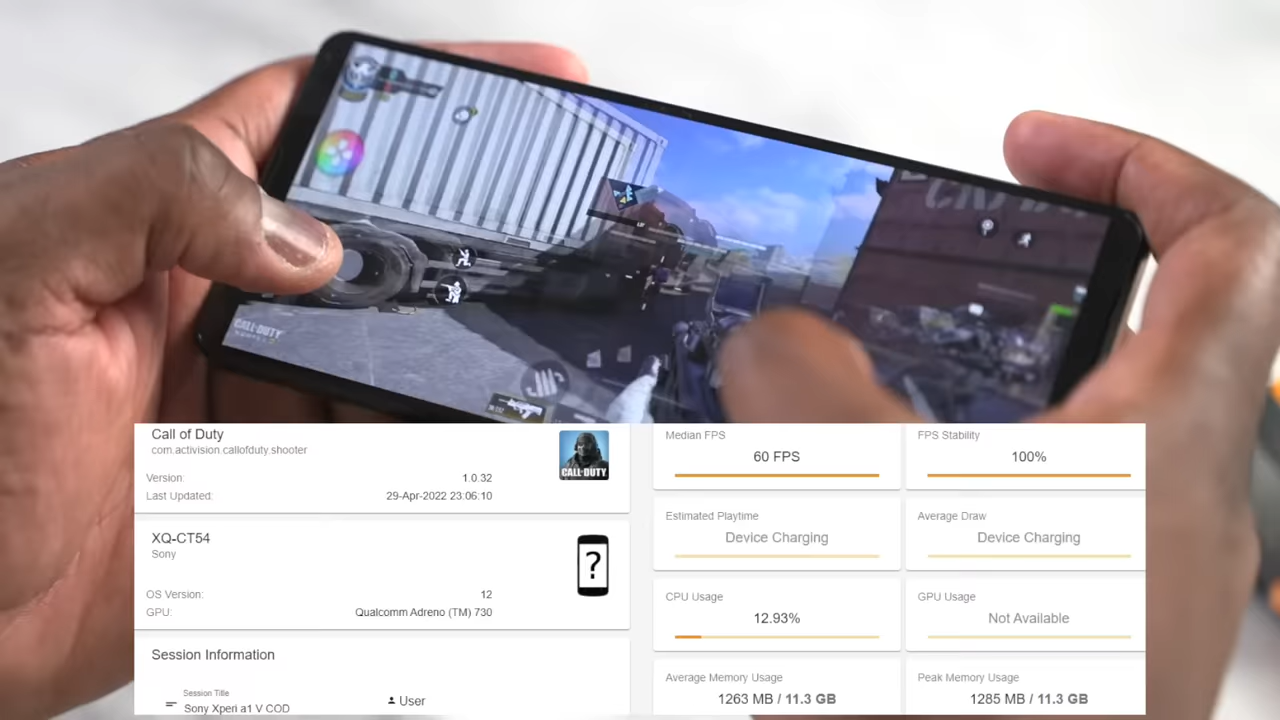 CALL·DUTY
Call of Duty
com.activision.callofduty.shooter
CALL·DUTY
Version:
1.0.32
Last Updated:
29-Apr-2022 23:06:10
XQ-CT54
Sony
?
OS Version:
12
GPU:
Qualcomm Adreno (TM) 730
Session Information
Session Title
Sony Xperi a1 V COD
User
Median FPS
60 FPS
FPS Stability
100%
Estimated Playtime
Device Charging
Average Draw
Device Charging
CPU Usage
12.93%
GPU Usage
Not Available
Average Memory Usage
1263 MB / 11.3 GB
Peak Memory Usage
1285 MB / 11.3 GB